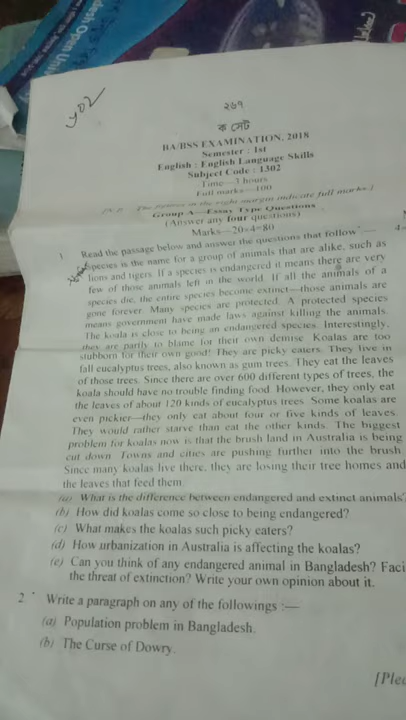 desh Open Univ
402
২৬৭
ক সেট
BA/BSS EXAMINATION, 2018
Semester : 1st
English : English Language Skills
Subject Code : 1302
Time—3 hours
Full marks—100
[N.B. The figures in the right margin indicate full marks.]
Group A—Essay Type Questions
(Answer any four questions)
Marks—20×4=80
1. Read the passage below and answer the questions that follow :— 4
Species is the name for a group of animals that are alike, such as
lions and tigers. If a species is endangered it means there are very
few of those animals left in the world. If all the animals of a
species die, the entire species become extinct—those animals are
gone forever. Many species are protected. A protected species
means government have made laws against killing the animals.
The koala is close to being an endangered species. Interestingly,
they are partly to blame for their own demise. Koalas are too
stubborn for their own good! They are picky eaters. They live in
fall eucalyptus trees, also known as gum trees. They eat the leaves
of those trees. Since there are over 600 different types of trees, the
koala should have no trouble finding food. However, they only eat
the leaves of about 120 kinds of eucalyptus trees. Some koalas are
even pickier—they only eat about four or five kinds of leaves.
They would rather starve than eat the other kinds. The biggest
problem for koalas now is that the brush land in Australia is being
cut down. Towns and cities are pushing further into the brush.
Since many koalas live there, they are losing their tree homes and
the leaves that feed them.
(a) What is the difference between endangered and extinct animals?
(b) How did koalas come so close to being endangered?
(c) What makes the koalas such picky eaters?
(d) How urbanization in Australia is affecting the koalas?
(e) Can you think of any endangered animal in Bangladesh? Faci
the threat of extinction? Write your own opinion about it.
2. Write a paragraph on any of the followings :—
(a) Population problem in Bangladesh.
(b) The Curse of Dowry.
[Plea